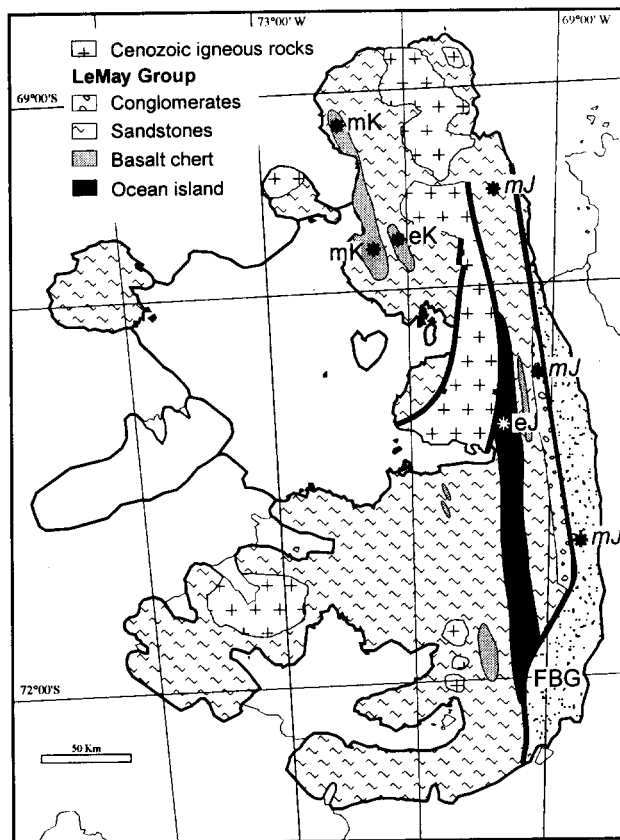 73°00' W
69°00' W
Cenozoic igneous rocks
LeMay Group
69°00'S
Conglomerates
Sandstones
Basalt chert
Ocean island
mK
mJ
eK
mK
mJ
eJ
mJ
72°00'S
FBG
50 Km